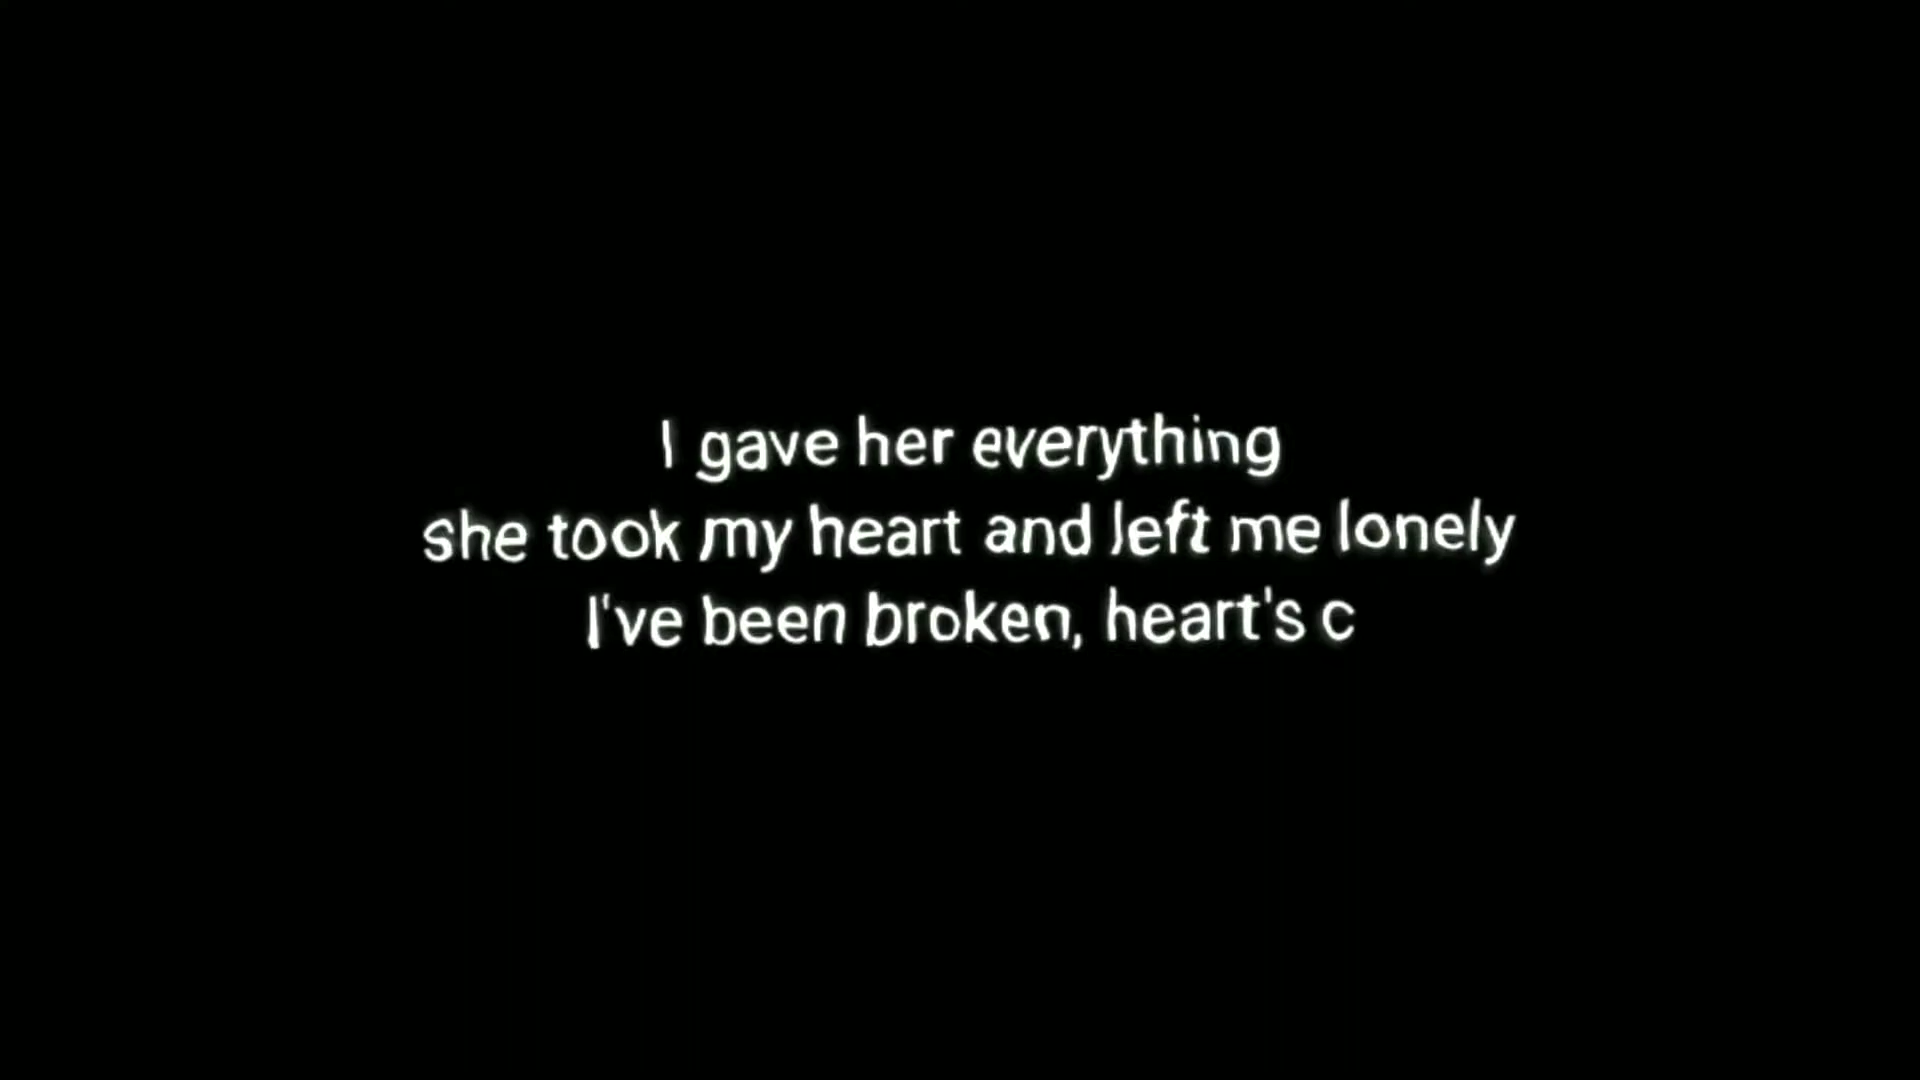 I gave her everything
she took my heart and left me lonely
I've been broken, heart's c